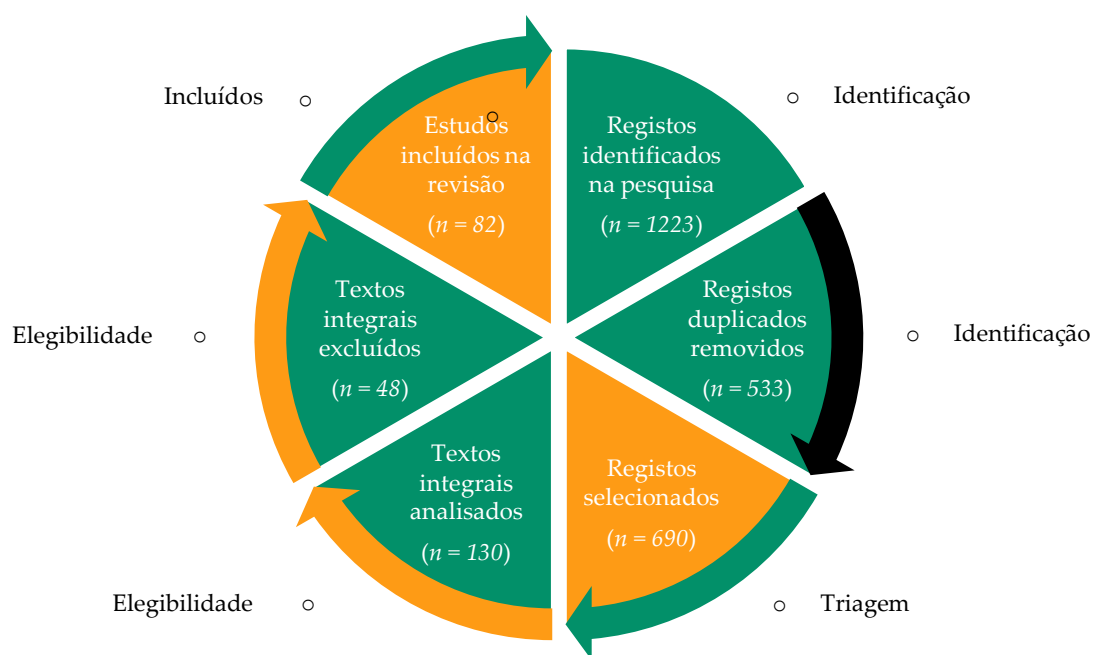 Incluídos
Estudos
incluídos na
revisão
(n = 82)
Registos
identificados
na pesquisa
(n = 1223)
Identificação
Registos
duplicados
removidos
(n = 533)
Identificação
Registos
selecionados
(n = 690)
Triagem
Textos
integrais
analisados
(n = 130)
Elegibilidade
Textos
integrais
excluídos
(n = 48)
Elegibilidade